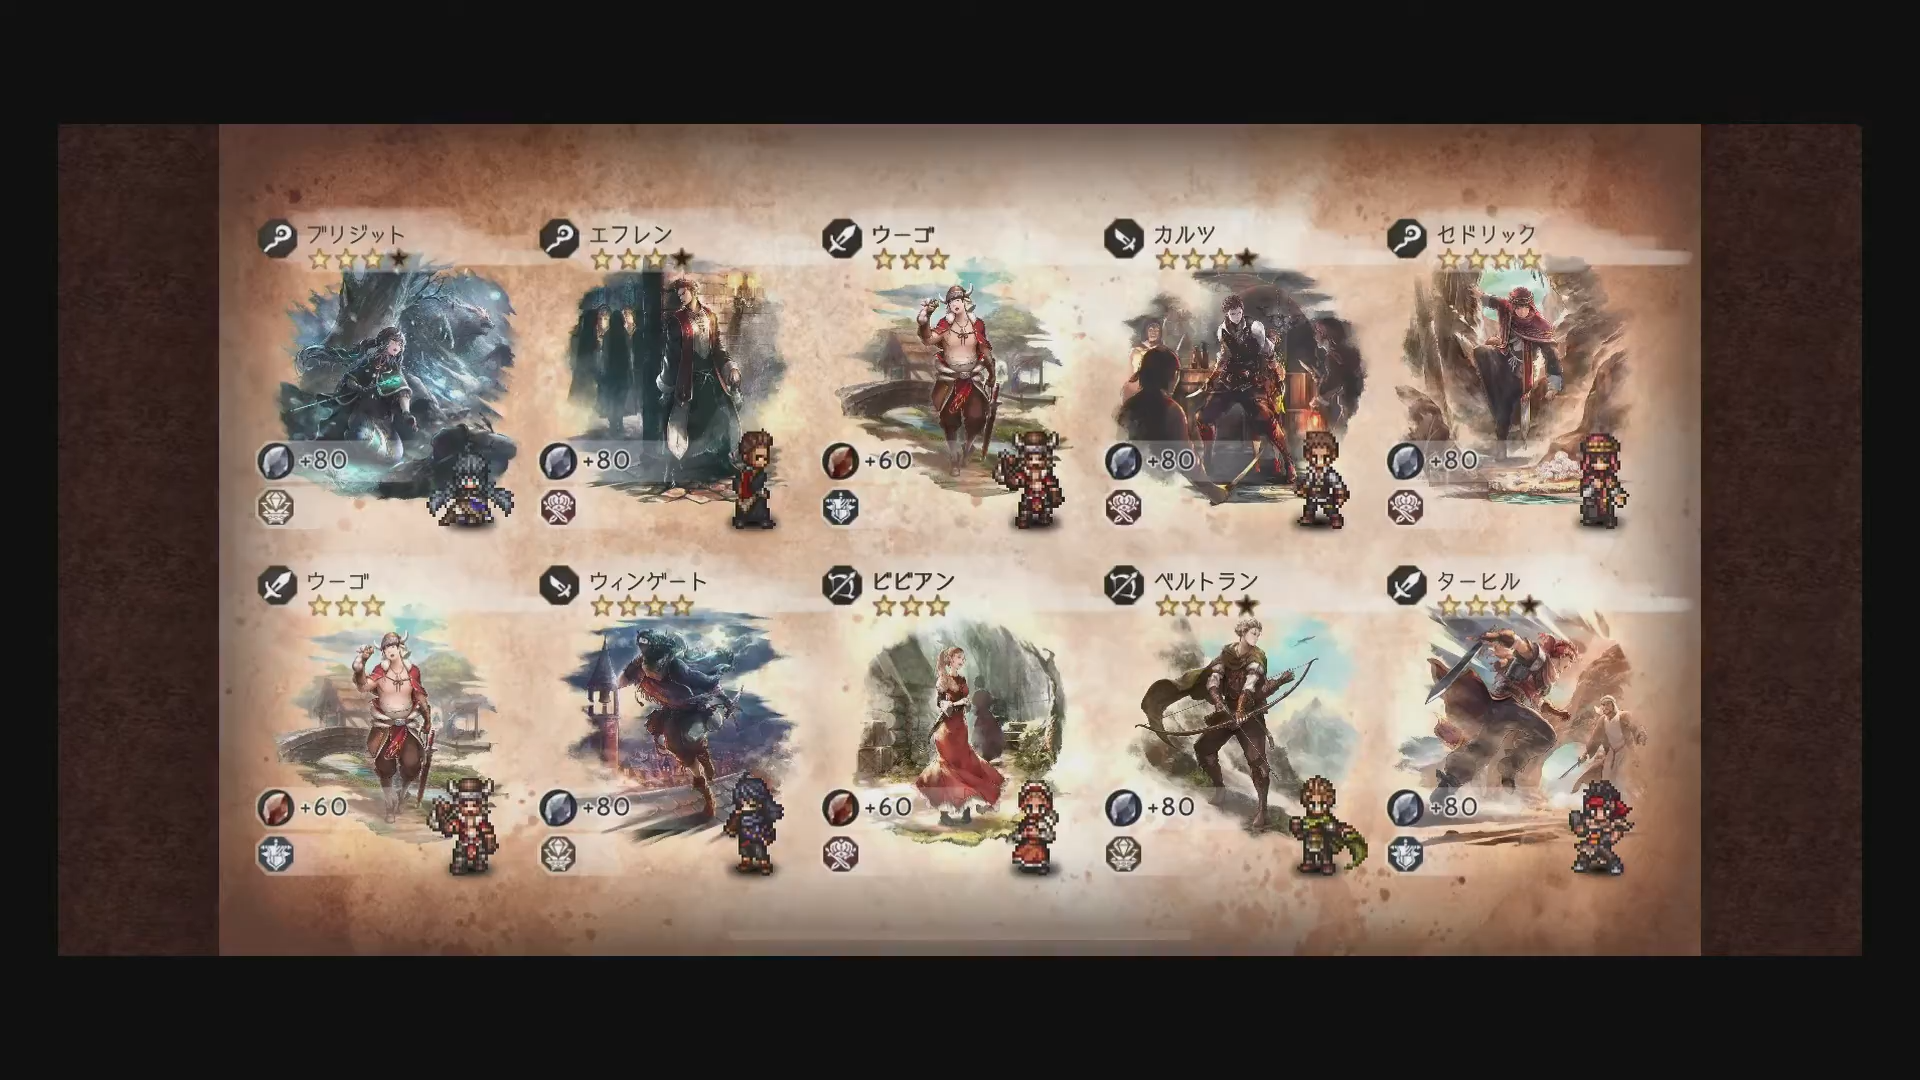 ブリジット
エフレン
ウーゴ
カルツ
セドリック
+80
+80
+60
+80
+80
ウーゴ
ウィンゲート
ビビアン
ベルトラン
ターヒル
+60
+80
+60
+80
+80